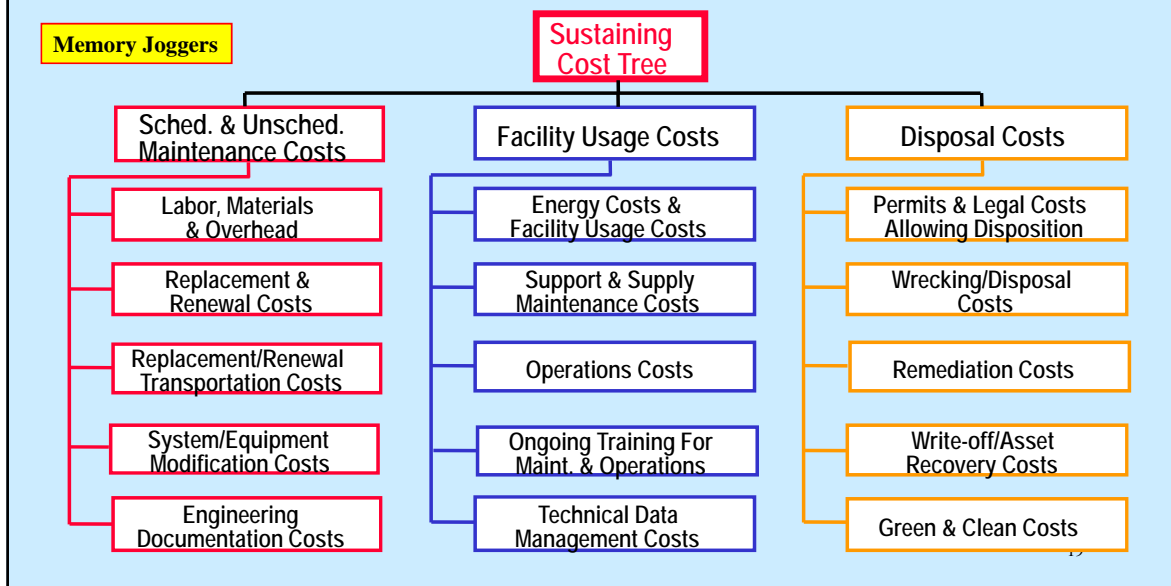 Memory Joggers
Sustaining
Cost Tree
Sched. & Unsched.
Maintenance Costs
Labor, Materials
& Overhead
Replacement &
Renewal Costs
Replacement/Renewal
Transportation Costs
System/Equipment
Modification Costs
Engineering
Documentation Costs
Facility Usage Costs
Energy Costs &
Facility Usage Costs
Support & Supply
Maintenance Costs
Operations Costs
Ongoing Training For
Maint. & Operations
Technical Data
Management Costs
Disposal Costs
Permits & Legal Costs
Allowing Disposition
Wrecking/Disposal
Costs
Remediation Costs
Write-off/Asset
Recovery Costs
Green & Clean Costs